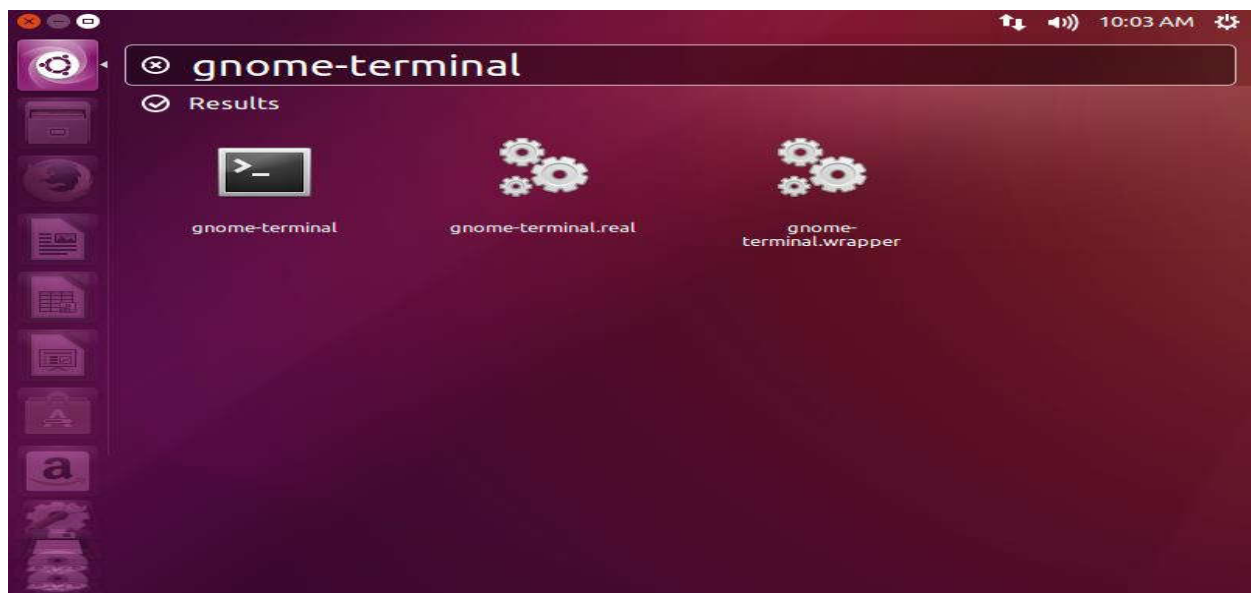 10:03 AM
gnome-terminal
Results
>_
gnome-terminal
gnome-terminal.real
gnome-
terminal.wrapper
a